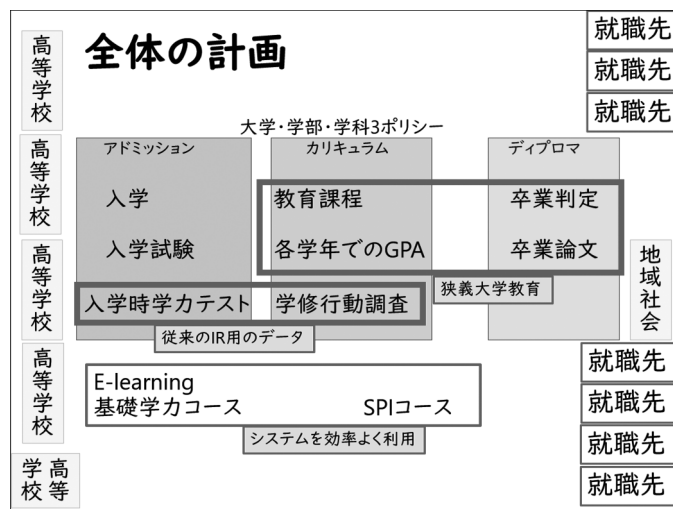 全体の計画
高等学校
高等学校
高等学校
高等学校
高等学校
大学・学部・学科3ポリシー
アドミッション
カリキュラム
ディプロマ
入学
教育課程
卒業判定
入学試験
各学年でのGPA
卒業論文
狭義大学教育
入学時学力テスト
学修行動調査
従来のIR用のデータ
E-learning
基礎学力コース
SPIコース
システムを効率よく利用
就職先
就職先
就職先
地域社会
就職先
就職先
就職先
就職先